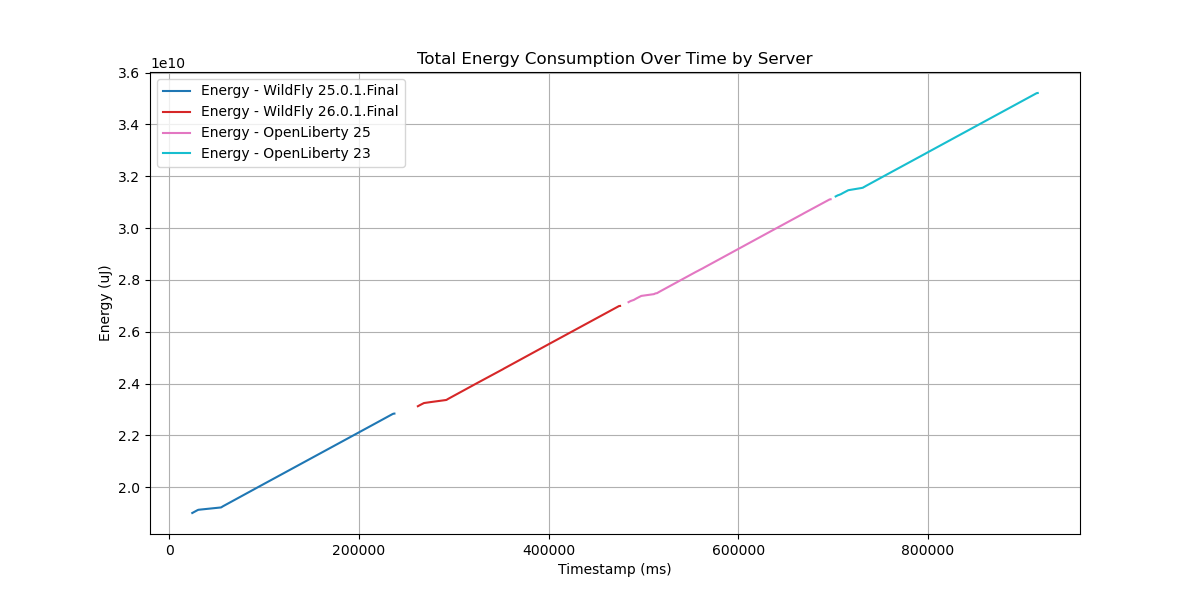 Total Energy Consumption Over Time by Server
1e10
3.6
3.4
3.2
3.0
2.8
2.6
2.4
2.2
2.0
Energy (uJ)
Energy - WildFly 25.0.1.Final
Energy - WildFly 26.0.1.Final
Energy - OpenLiberty 25
Energy - OpenLiberty 23
0 200000 400000 600000 800000
Timestamp (ms)